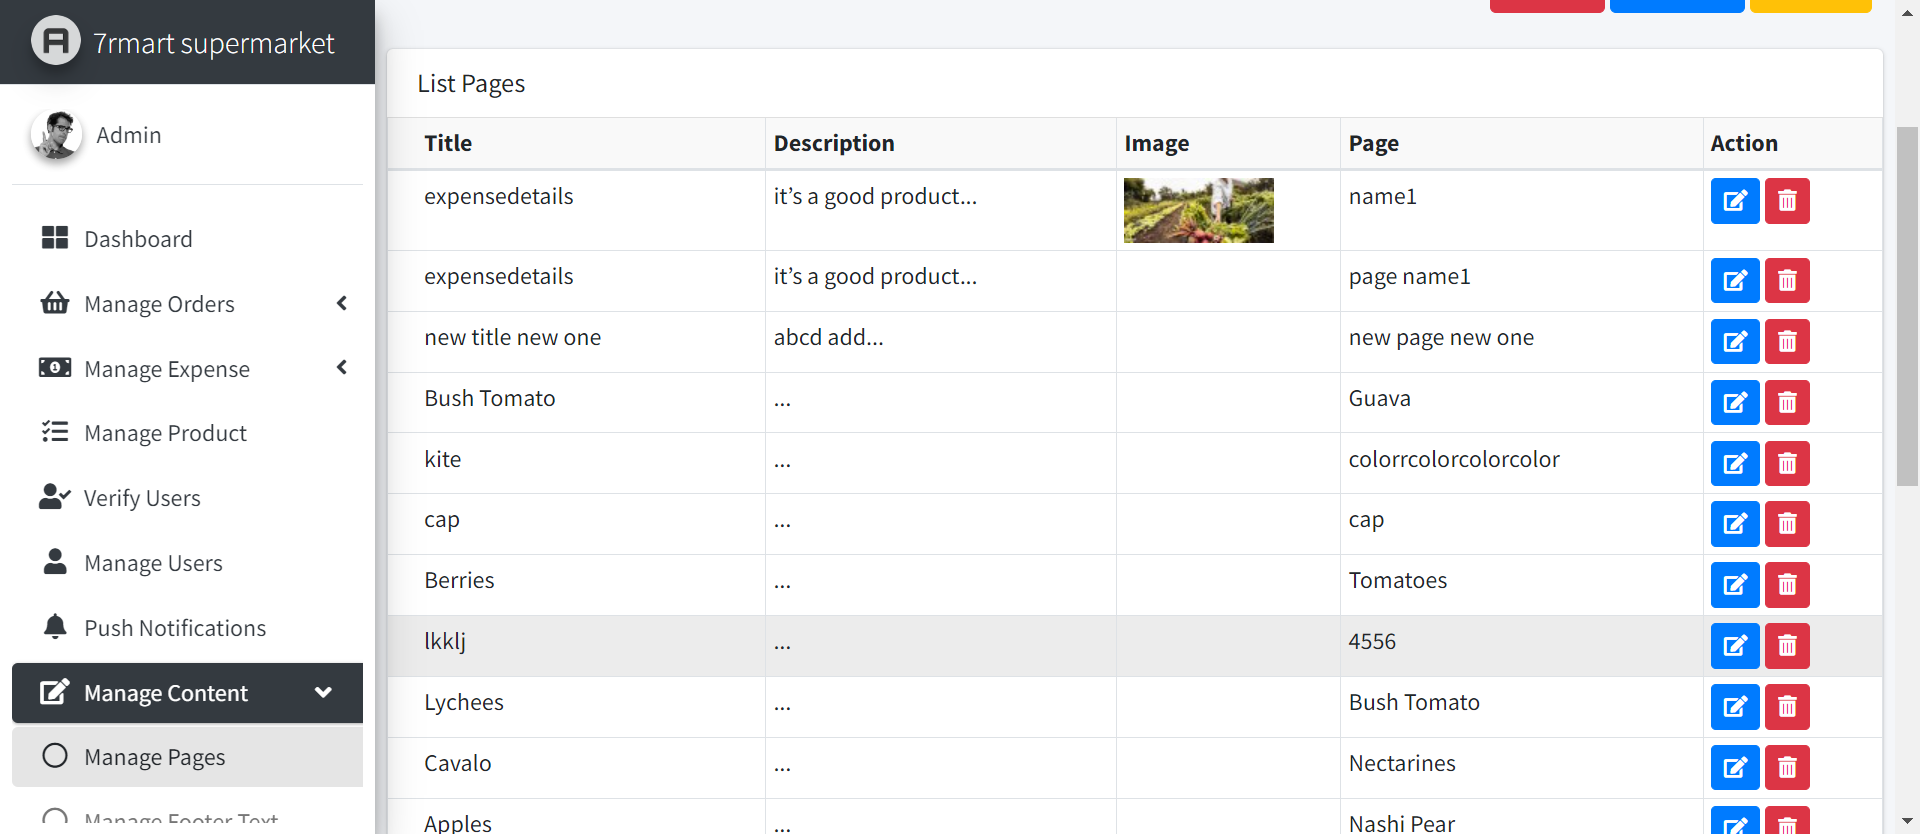 7rmart supermarket
Admin
Dashboard
Manage Orders
Manage Expense
Manage Product
Verify Users
Manage Users
Push Notifications
Manage Content
Manage Pages
Manage Footer Text
List Pages
Title Description Image Page Action
expensedetails it’s a good product... name1
expensedetails it’s a good product... page name1
new title new one abcd add... new page new one
Bush Tomato ... Guava
kite ... colorrcolorcolorcolor
cap ... cap
Berries ... Tomatoes
lkklj ... 4556
Lychees ... Bush Tomato
Cavalo ... Nectarines
Apples ... Nashi Pear